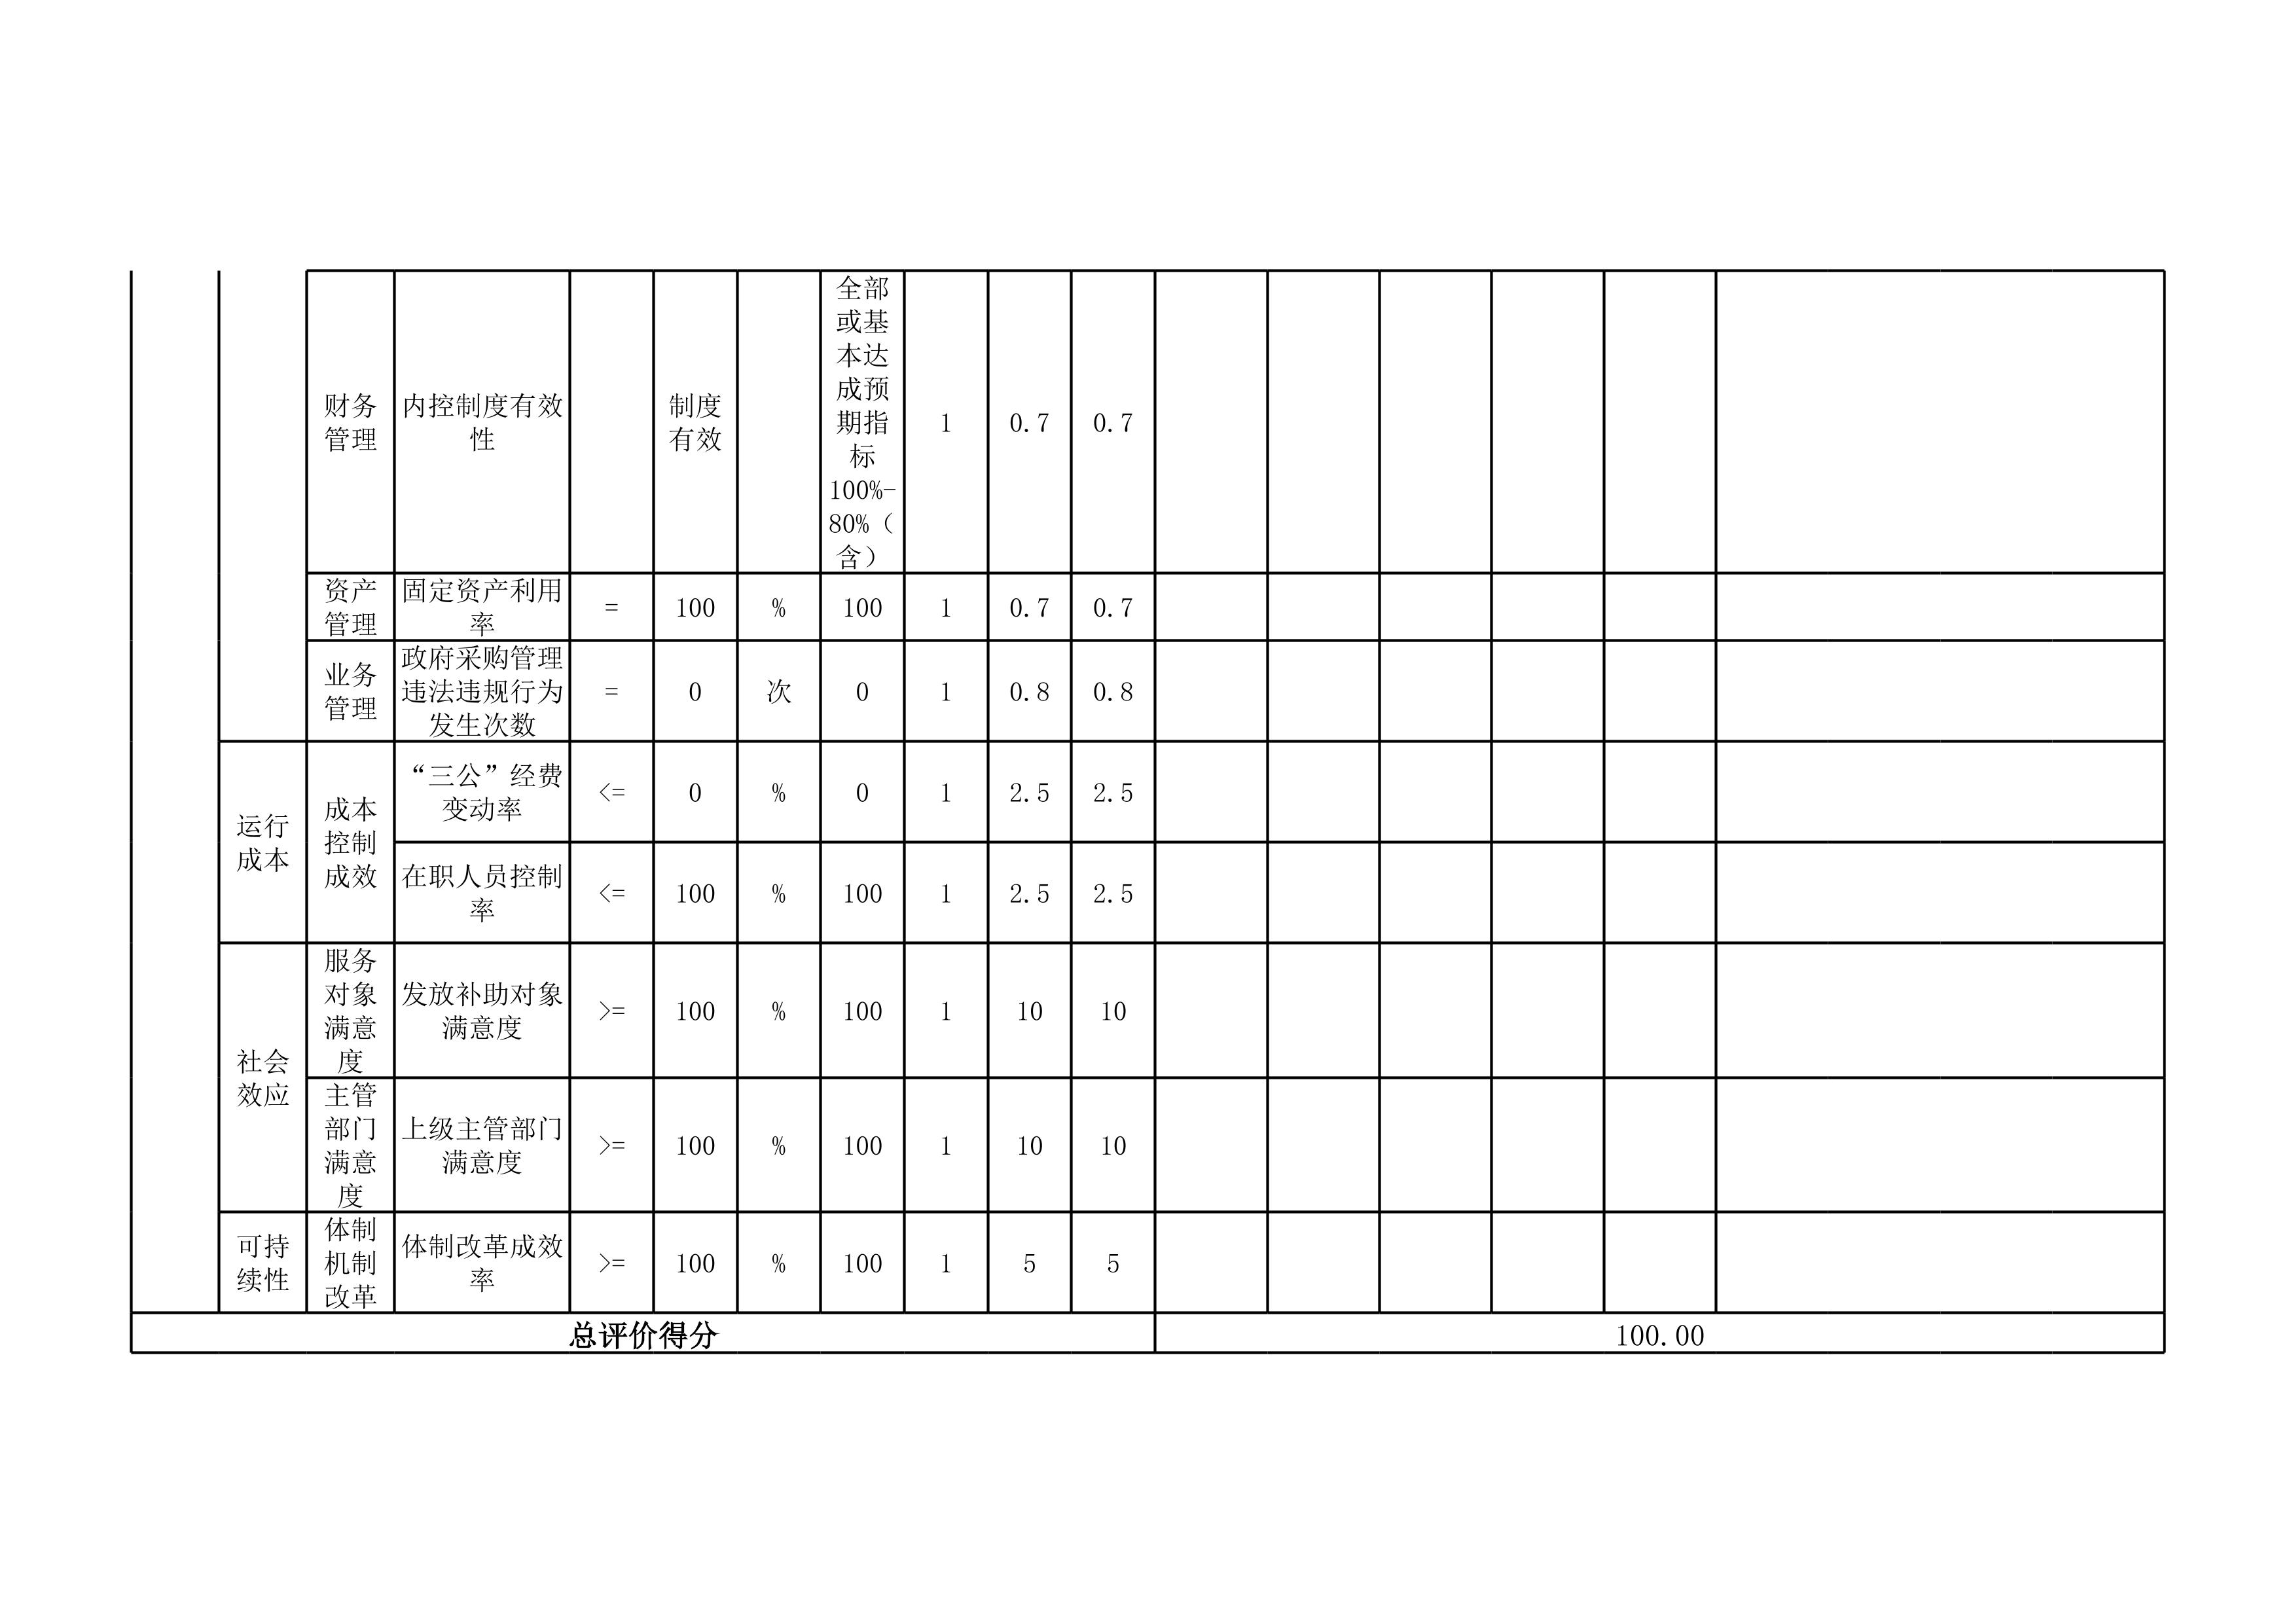 财务
管理
内控制度有效
性
制度
有效
全部
或基
本达
成预
期指
标
100%-
80%（
含）
1
0.7
0.7
资产
管理
固定资产利用
率
=
100
%
100
1
0.7
0.7
业务
管理
政府采购管理
违法违规行为
发生次数
=
0
次
0
1
0.8
0.8
运行
成本
成本
控制
成效
“三公”经费
变动率
<=
0
%
0
1
2.5
2.5
在职人员控制
率
<=
100
%
100
1
2.5
2.5
社会
效应
服务
对象
满意
度
发放补助对象
满意度
>=
100
%
100
1
10
10
主管
部门
满意
度
上级主管部门
满意度
>=
100
%
100
1
10
10
可持
续性
体制
机制
改革
体制改革成效
率
>=
100
%
100
1
5
5
总评价得分
100.00